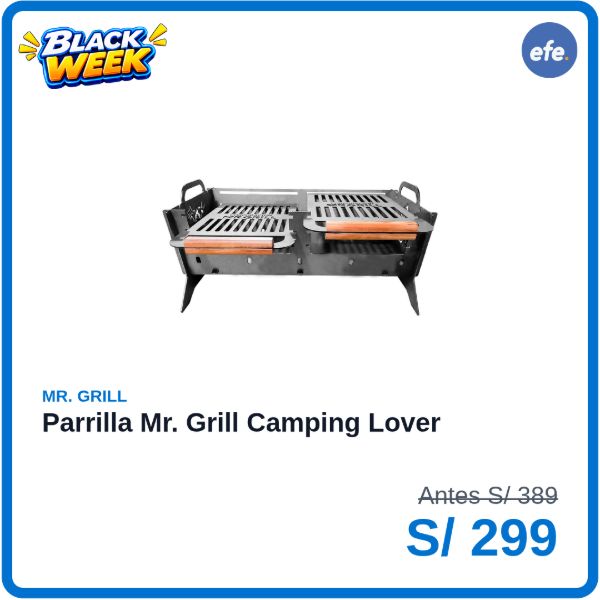 BLACK
WEEK
efe.
MR. GRILL
Parrilla Mr. Grill Camping Lover
Antes S/ 389
S/ 299